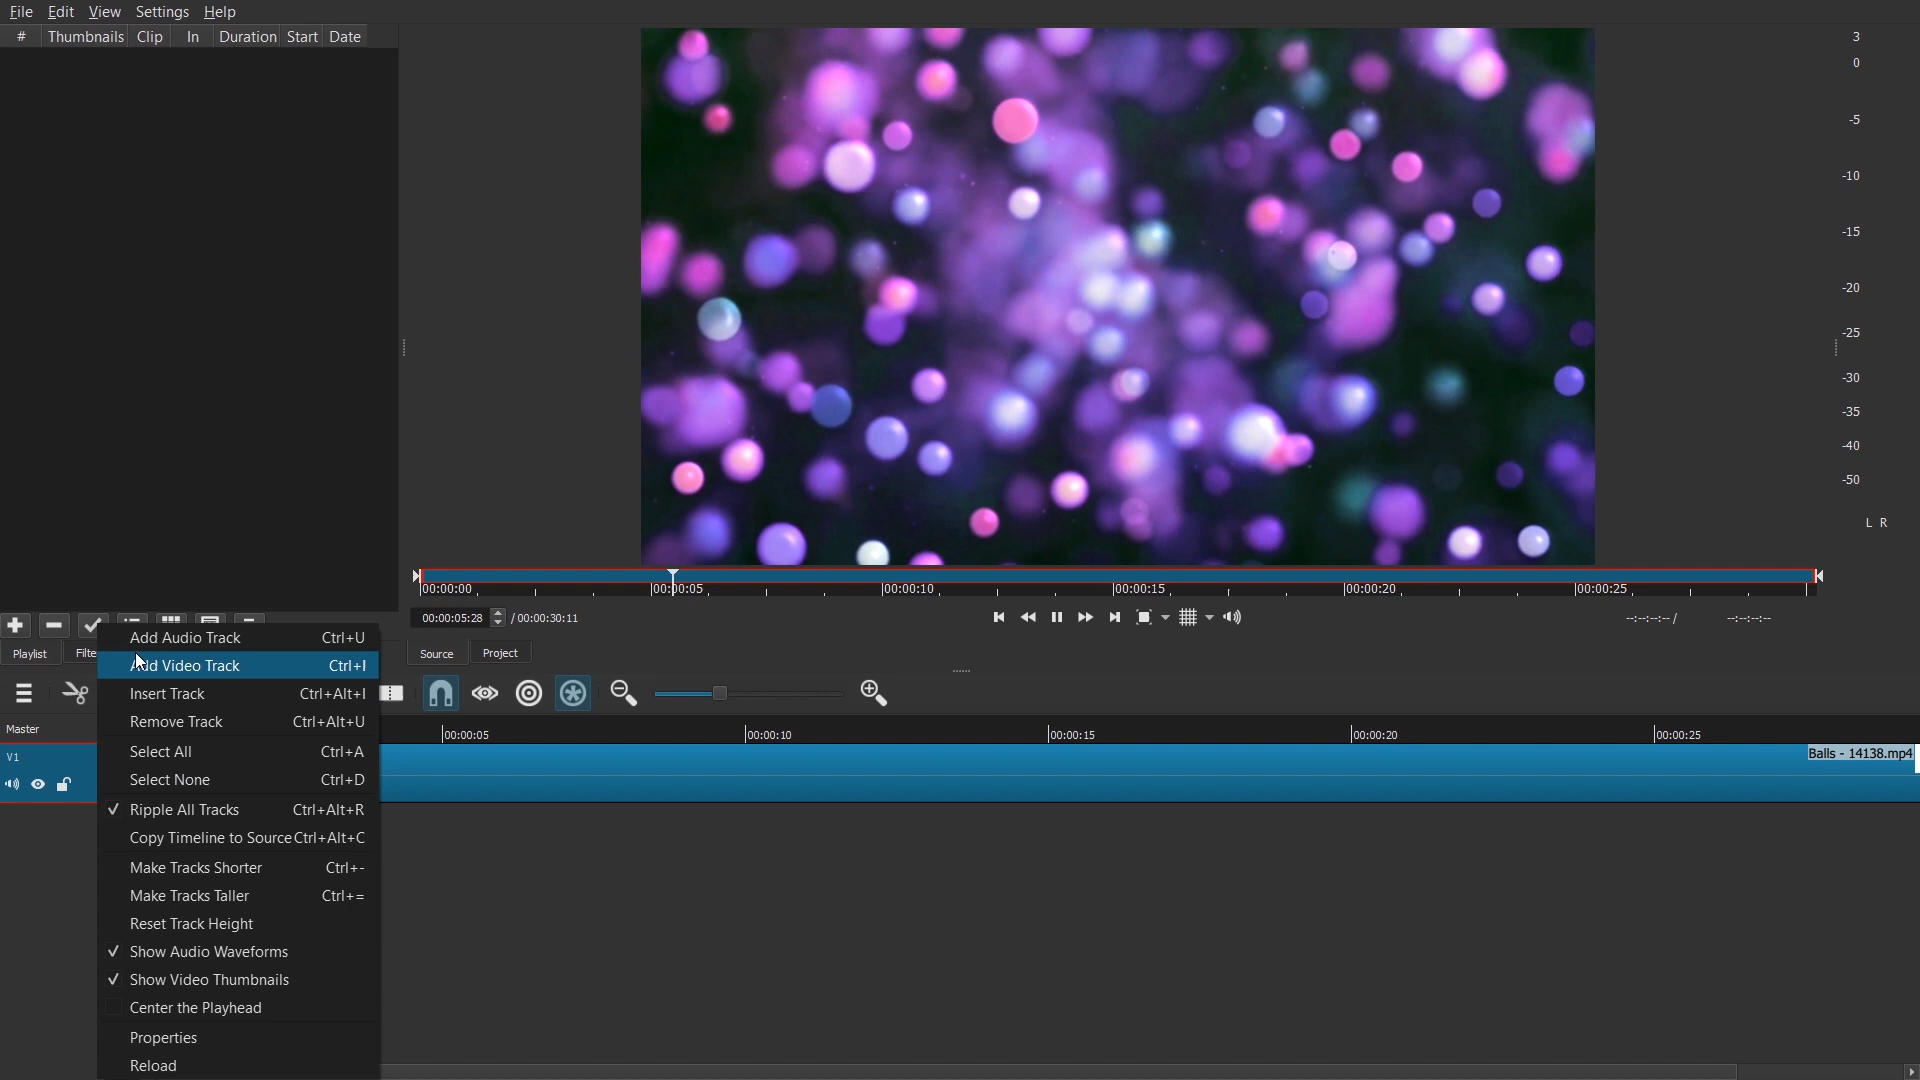 File Edit View Settings Help
# Thumbnails Clip In Duration Start Date
3
0
-5
-10
-15
-20
-25
-30
-35
-40
-50
L R
00:00:00 00:00:05 00:00:10 00:00:15 00:00:20 00:00:25
00:00:05:28 / 00:00:30:11
--:--:--:-- / --:--:--:--
Playlist
Source Project
Add Audio Track Ctrl+U
Video Track Ctrl+I
Insert Track Ctrl+Alt+I
Remove Track Ctrl+Alt+U
Select All Ctrl+A
Select None Ctrl+D
Ripple All Tracks Ctrl+Alt+R
Copy Timeline to Source Ctrl+Alt+C
Make Tracks Shorter Ctrl+-
Make Tracks Taller Ctrl+=
Reset Track Height
Show Audio Waveforms
Show Video Thumbnails
Center the Playhead
Properties
Reload
Master
V1
00:00:05 00:00:10 00:00:15 00:00:20 00:00:25
Balls - 14138.mp4